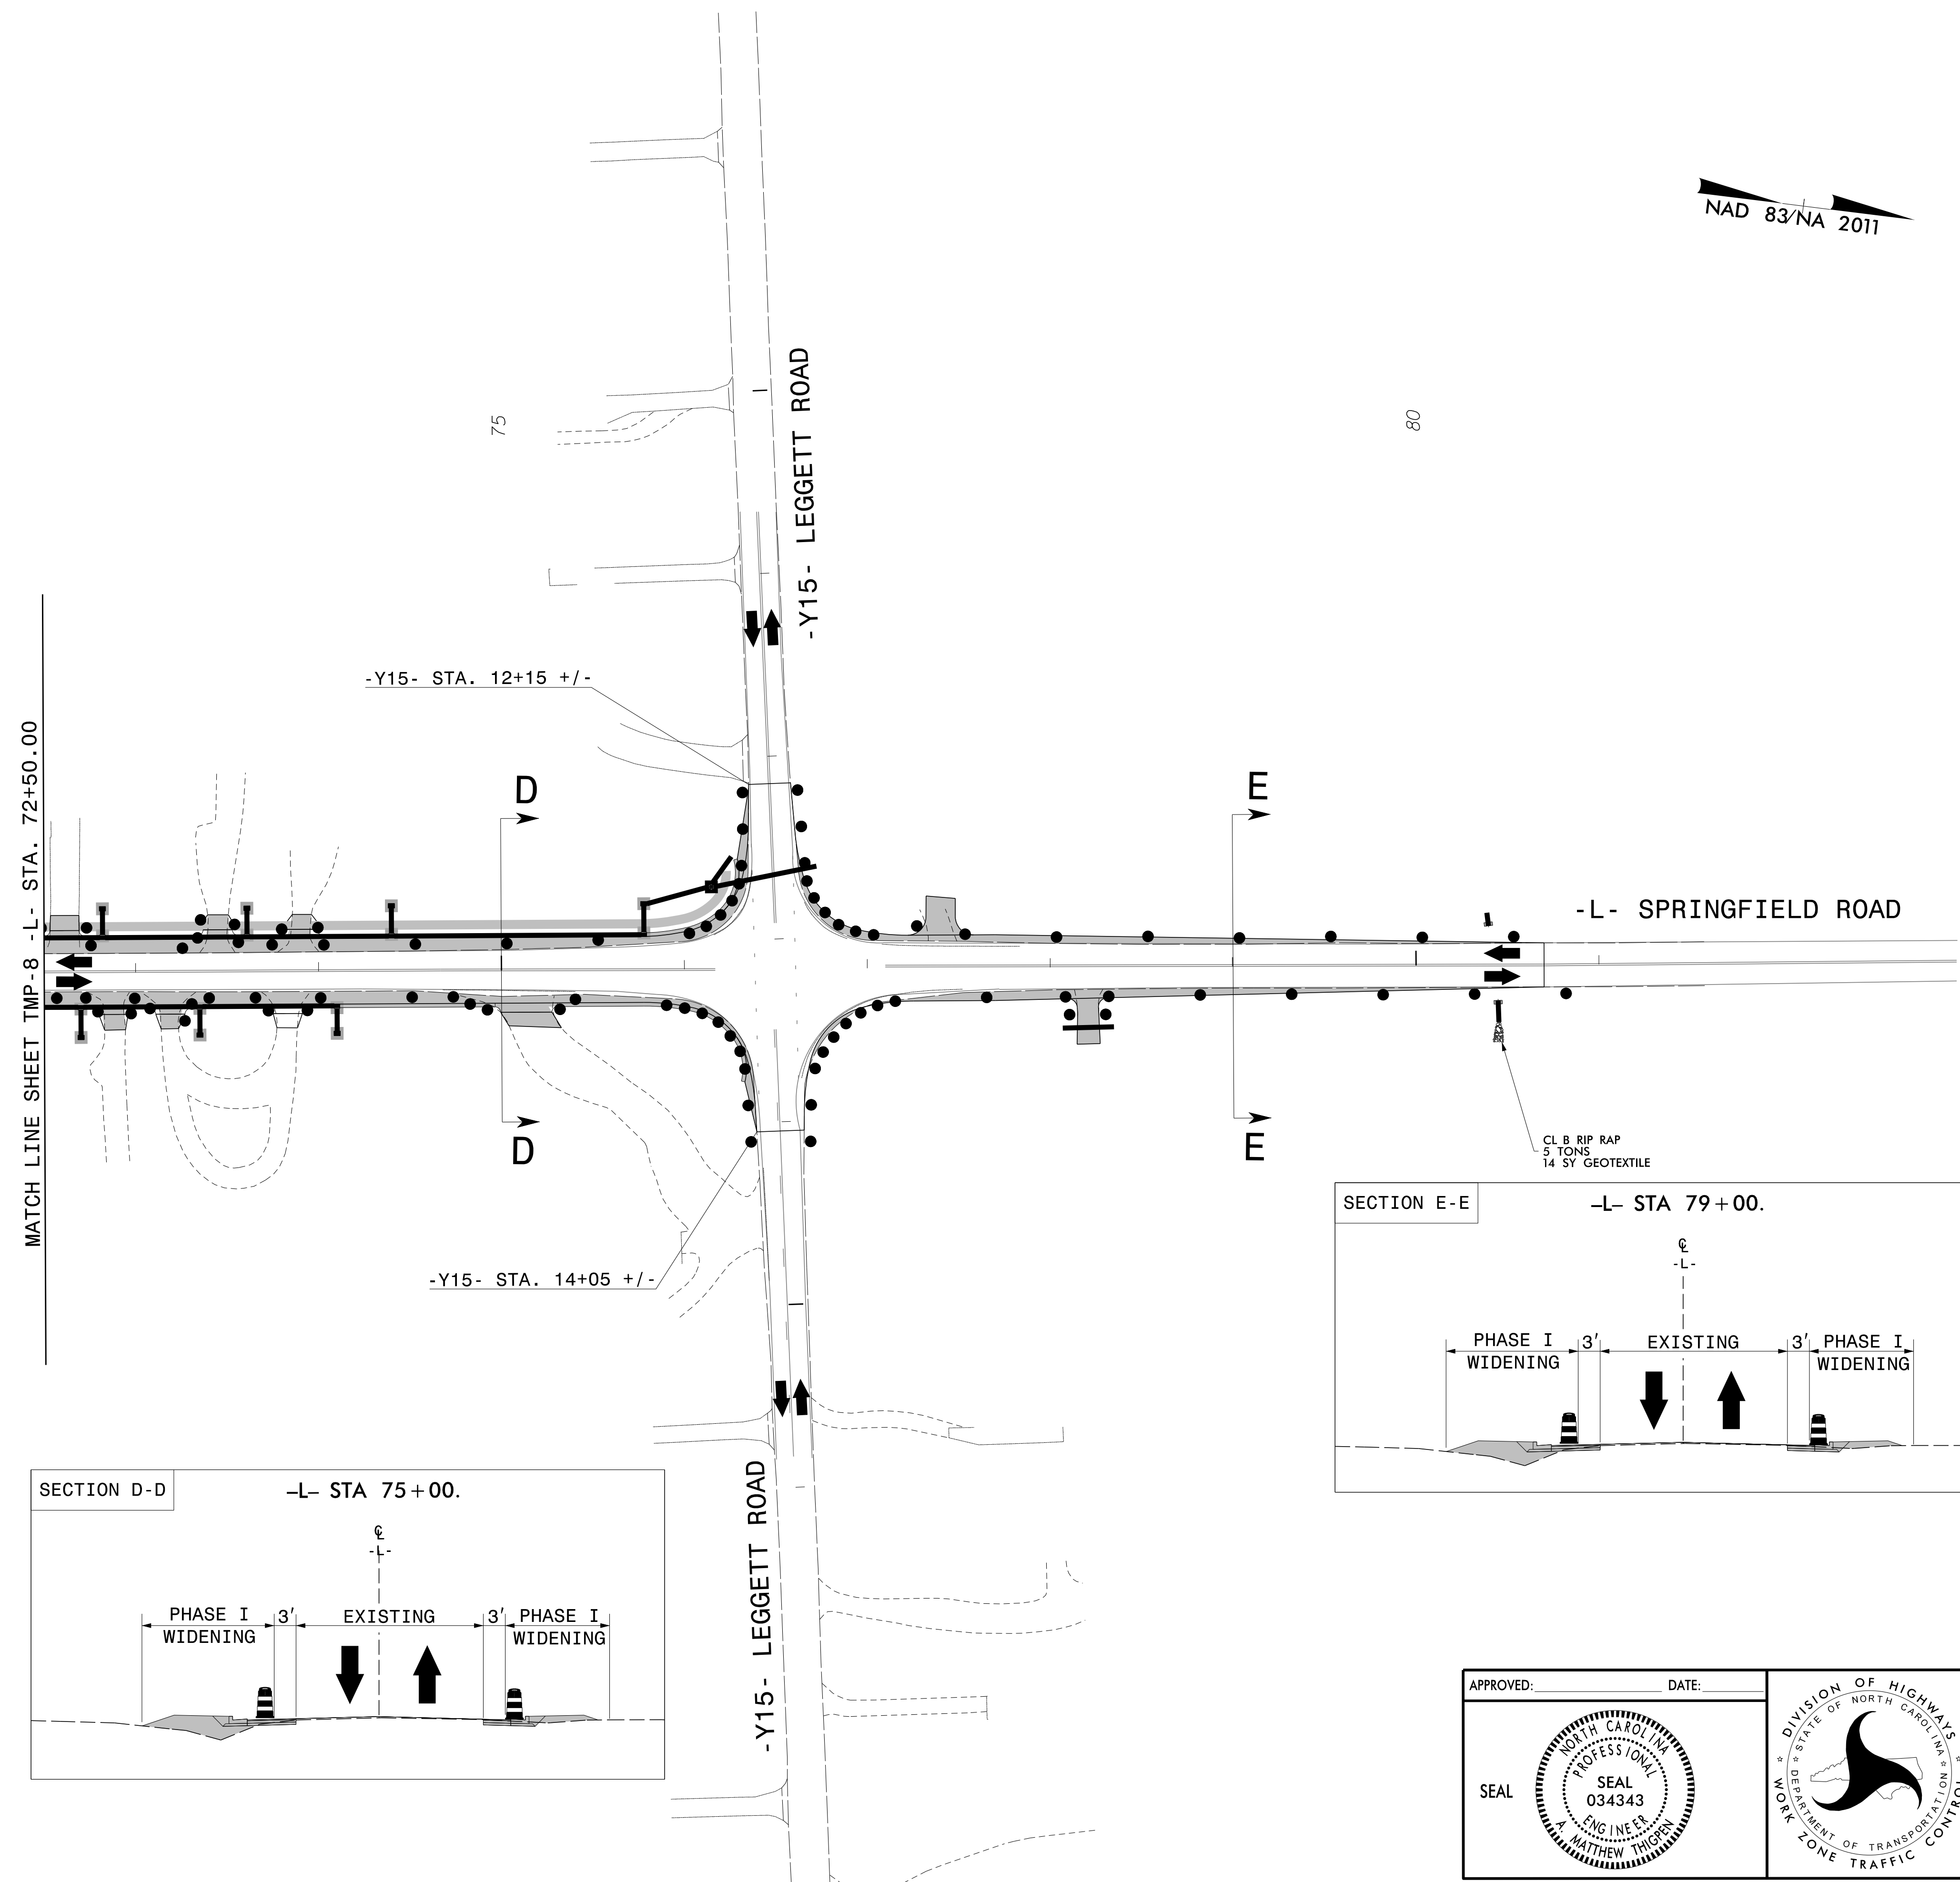 NAD 83/NA 2011
-Y15- LEGGETT ROAD
75
80
-Y15- STA. 12+15 +/-
MATCH LINE SHEET TMP-8 -L- STA. 72+50.00
D
E
-L- SPRINGFIELD ROAD
D
E
CL B RIP RAP
5 TONS
14 SY GEOTEXTILE
-Y15- STA. 14+05 +/-
SECTION E-E
-L- STA 79+00.
℄
-L-
PHASE I
WIDENING
3'
EXISTING
3'
PHASE I
WIDENING
SECTION D-D
-L- STA 75+00.
℄
-L-
PHASE I
WIDENING
3'
EXISTING
3'
PHASE I
WIDENING
-Y15- LEGGETT ROAD
APPROVED: DATE:
SEAL
NORTH CAROLINA
PROFESSIONAL
SEAL
034343
ENGINEER
A. MATTHEW THIGPEN
DIVISION OF HIGHWAYS
STATE OF NORTH CAROLINA
DEPARTMENT OF TRANSPORTATION
WORK ZONE TRAFFIC CONTROL